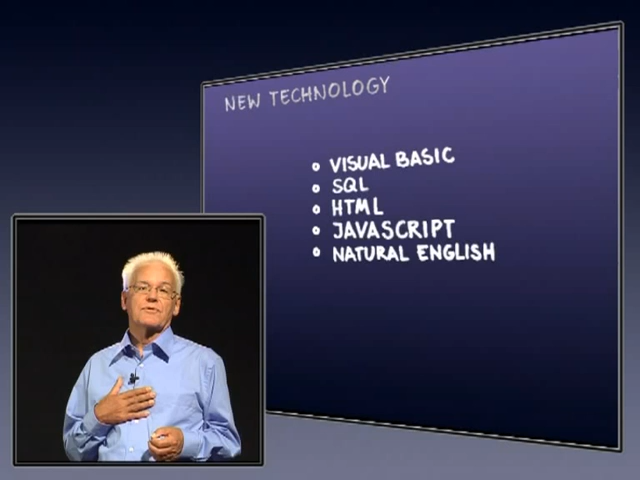 NEW TECHNOLOGY
VISUAL BASIC
SQL
HTML
JAVASCRIPT
NATURAL ENGLISH